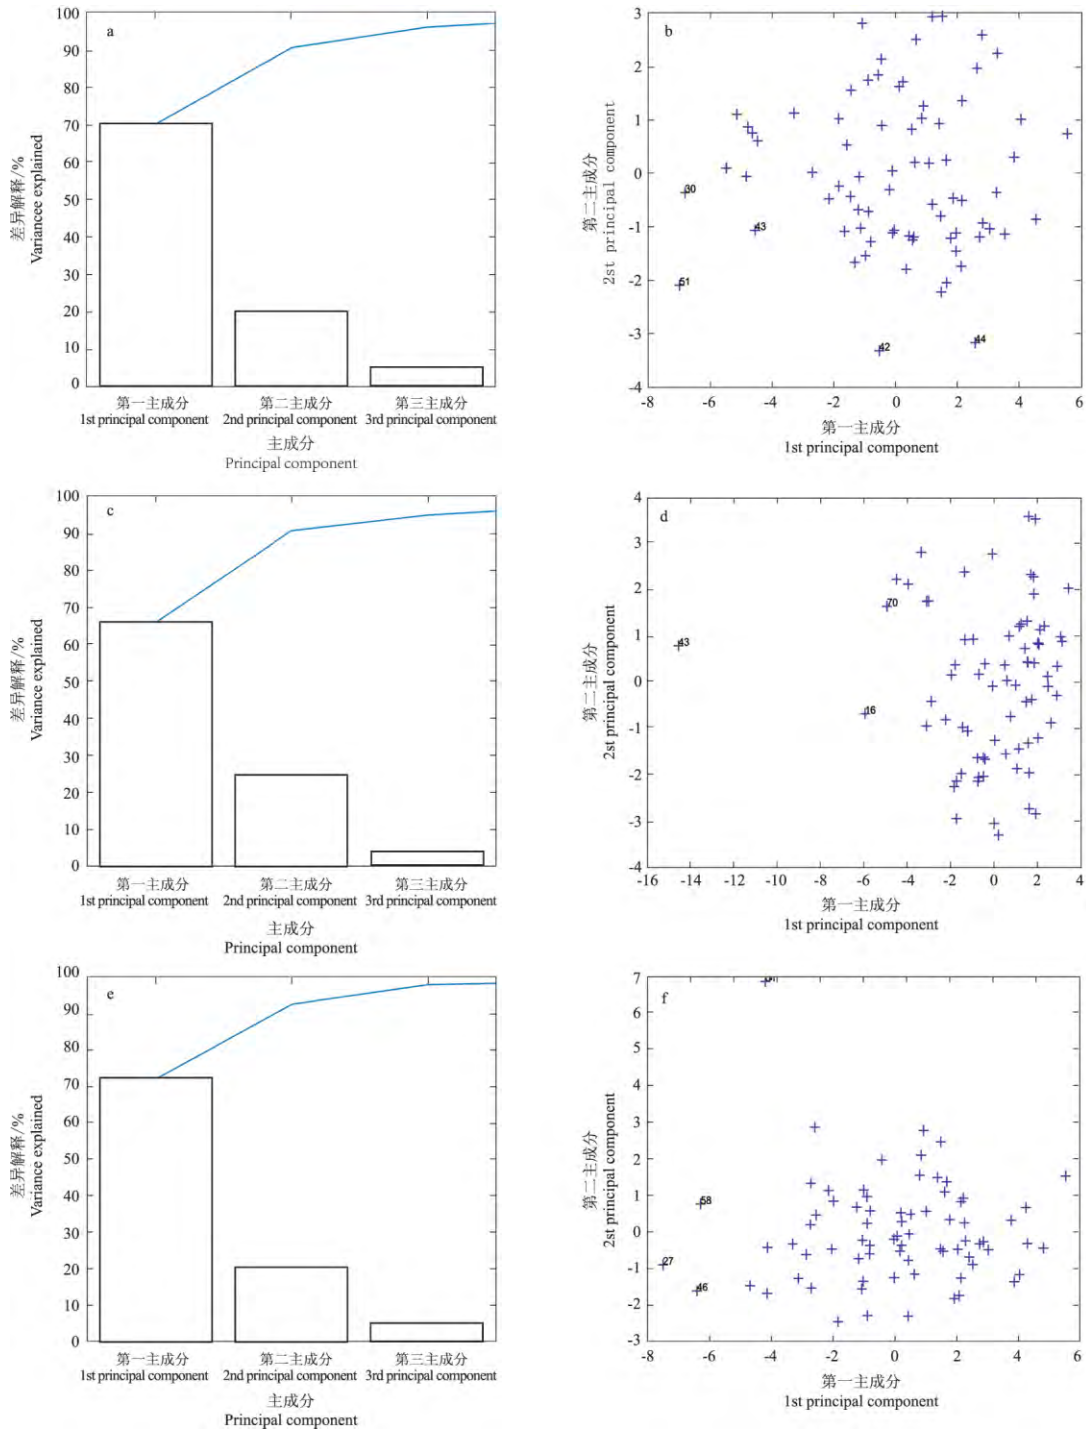 a
100
90
80
70
60
50
40
30
20
10
0
差异解释/%
Variancee explained
第一主成分
1st principal component
第二主成分
2nd principal component
第三主成分
3rd principal component
主成分
Principal component
b
3
2
1
0
-1
-2
-3
-4
第二主成分
2st principal component
30
43
51
42
44
-8
-6
-4
-2
0
2
4
6
第一主成分
1st principal component
c
100
90
80
70
60
50
40
30
20
10
0
差异解释/%
Variance explained
第一主成分
1st principal component
第二主成分
2nd principal component
第三主成分
3rd principal component
主成分
Principal component
d
4
3
2
1
0
-1
-2
-3
-4
第二主成分
2st principal component
43
70
16
-16
-14
-12
-10
-8
-6
-4
-2
0
2
4
第一主成分
1st principal component
e
100
90
80
70
60
50
40
30
20
10
0
差异解释/%
Variance explained
第一主成分
1st principal component
第二主成分
2nd principal component
第三主成分
3rd principal component
主成分
Principal component
f
7
6
5
4
3
2
1
0
-1
-2
-3
第二主成分
2st principal component
58
27
46
-8
-6
-4
-2
0
2
4
6
第一主成分
1st principal component